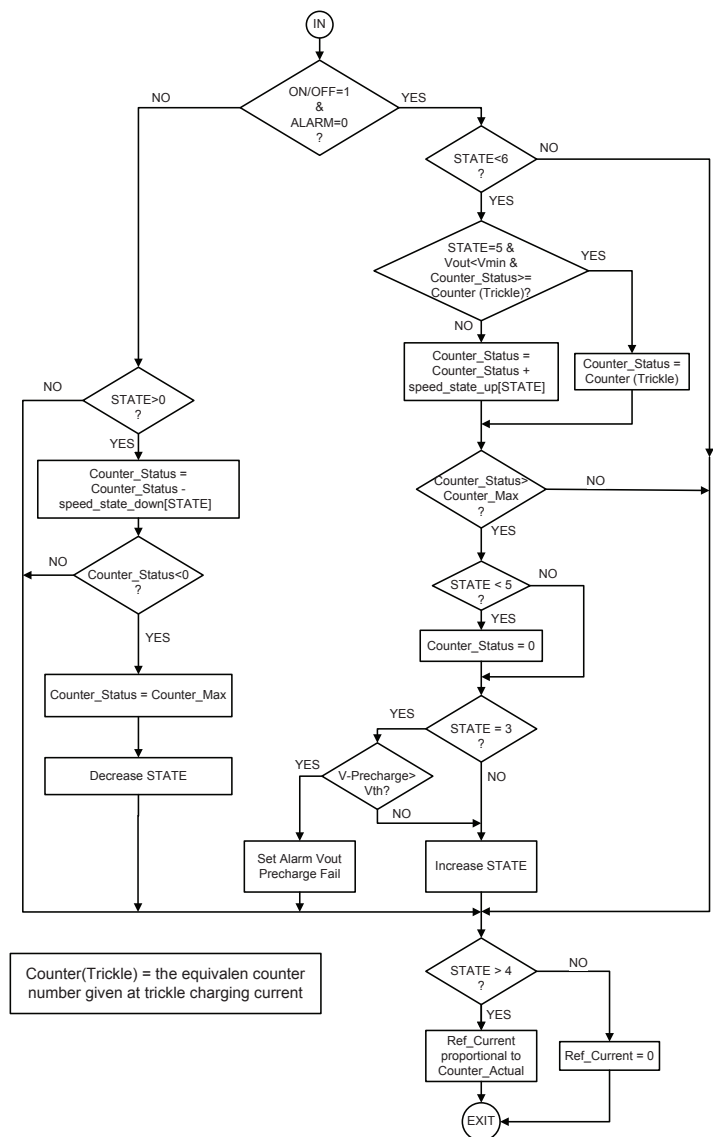 IN
ON/OFF=1
&
ALARM=0
?
NO
YES
STATE<6
?
NO
YES
STATE=5 &
Vout<Vmin &
Counter_Status>=
Counter (Trickle)?
YES
NO
Counter_Status =
Counter_Status +
speed_state_up[STATE]
Counter_Status =
Counter (Trickle)
NO
STATE>0
?
YES
Counter_Status =
Counter_Status -
speed_state_down[STATE]
NO
Counter_Status<0
?
YES
Counter_Status = Counter_Max
Decrease STATE
Counter_Status>
Counter_Max
?
NO
YES
STATE < 5
?
NO
YES
Counter_Status = 0
YES
STATE = 3
?
NO
YES
V-Precharge>
Vth?
NO
Set Alarm Vout
Precharge Fail
Increase STATE
Counter(Trickle) = the equivalen counter
number given at trickle charging current
STATE > 4
?
NO
YES
Ref_Current
proportional to
Counter_Actual
Ref_Current = 0
EXIT